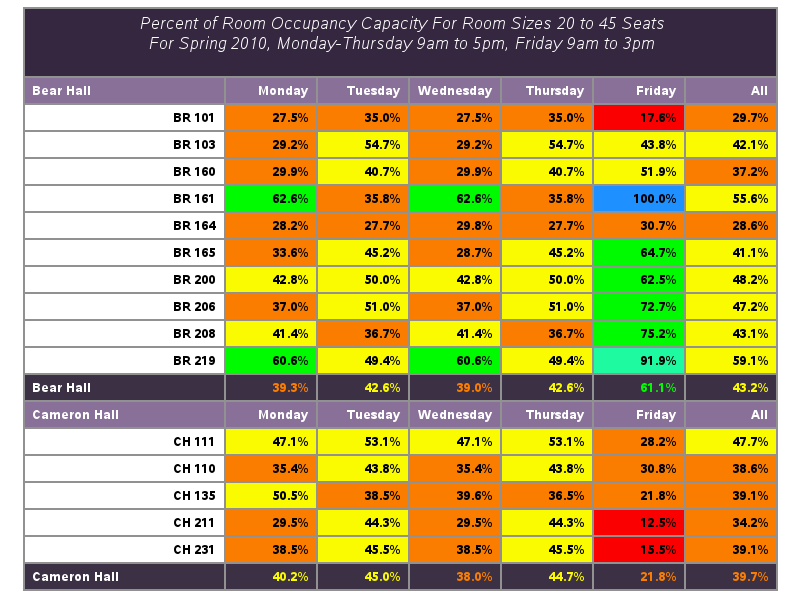 Percent of Room Occupancy Capacity For Room Sizes 20 to 45 Seats
For Spring 2010, Monday-Thursday 9am to 5pm, Friday 9am to 3pm
Bear Hall Monday Tuesday Wednesday Thursday Friday All
BR 101 27.5% 35.0% 27.5% 35.0% 17.6% 29.7%
BR 103 29.2% 54.7% 29.2% 54.7% 43.8% 42.1%
BR 160 29.9% 40.7% 29.9% 40.7% 51.9% 37.2%
BR 161 62.6% 35.8% 62.6% 35.8% 100.0% 55.6%
BR 164 28.2% 27.7% 29.8% 27.7% 30.7% 28.6%
BR 165 33.6% 45.2% 28.7% 45.2% 64.7% 41.1%
BR 200 42.8% 50.0% 42.8% 50.0% 62.5% 48.2%
BR 206 37.0% 51.0% 37.0% 51.0% 72.7% 47.2%
BR 208 41.4% 36.7% 41.4% 36.7% 75.2% 43.1%
BR 219 60.6% 49.4% 60.6% 49.4% 91.9% 59.1%
Bear Hall 39.3% 42.6% 39.0% 42.6% 61.1% 43.2%
Cameron Hall Monday Tuesday Wednesday Thursday Friday All
CH 111 47.1% 53.1% 47.1% 53.1% 28.2% 47.7%
CH 110 35.4% 43.8% 35.4% 43.8% 30.8% 38.6%
CH 135 50.5% 38.5% 39.6% 36.5% 21.8% 39.1%
CH 211 29.5% 44.3% 29.5% 44.3% 12.5% 34.2%
CH 231 38.5% 45.5% 38.5% 45.5% 15.5% 39.1%
Cameron Hall 40.2% 45.0% 38.0% 44.7% 21.8% 39.7%